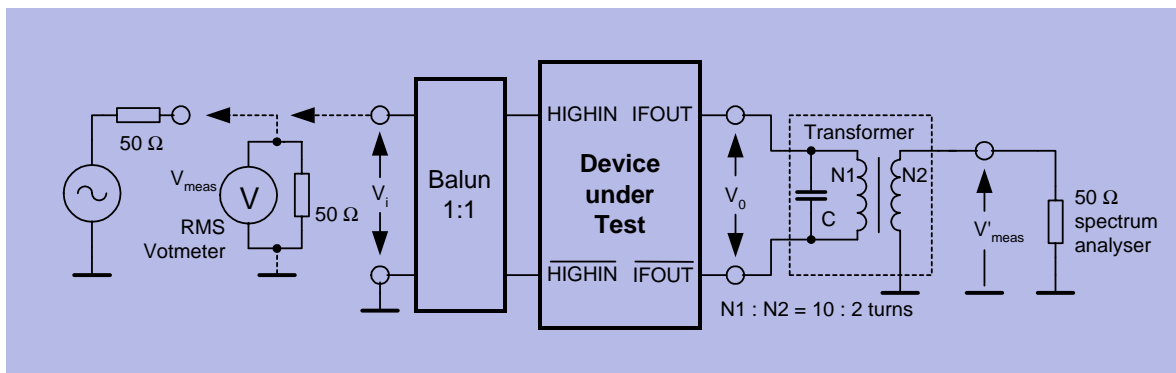 50 Ω
V meas
RMS
Votmeter
V
50 Ω
Vi
Balun
1:1
HIGHIN IFOUT
Device
under
Test
HIGHIN IFOUT
V0
Transformer
N1 N2
C
N1 : N2 = 10 : 2 turns
V'meas
50 Ω
spectrum
analyser